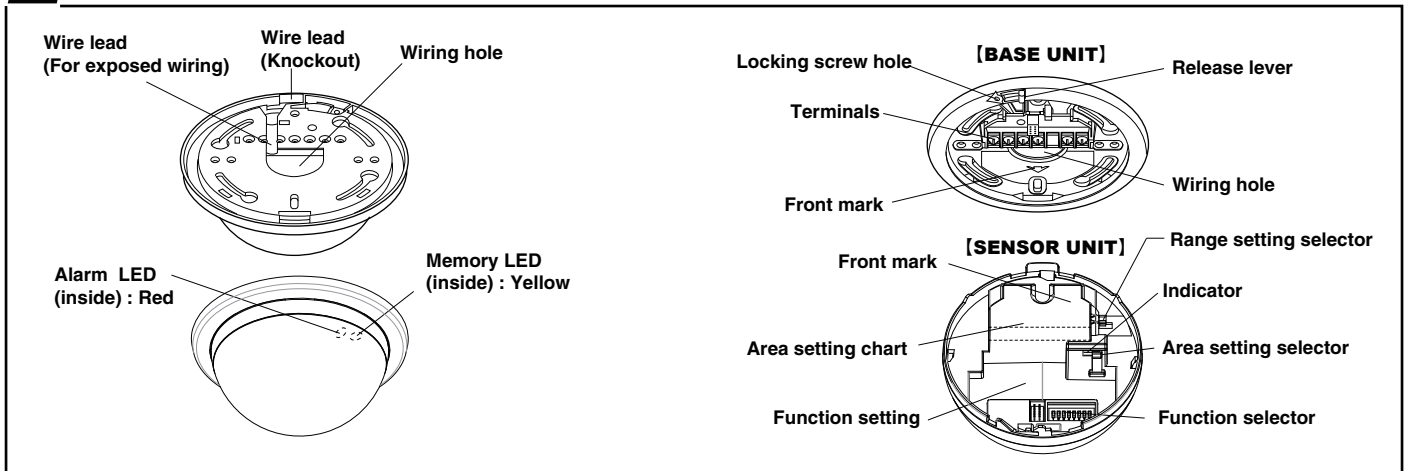 Wire lead
(For exposed wiring)
Wire lead
(Knockout)
Wiring hole
Alarm LED
(inside) : Red
Memory LED
(inside) : Yellow
【BASE UNIT】
Locking screw hole
Release lever
Terminals
Wiring hole
Front mark
【SENSOR UNIT】
Range setting selector
Front mark
Indicator
Area setting chart
Area setting selector
Function setting
Function selector